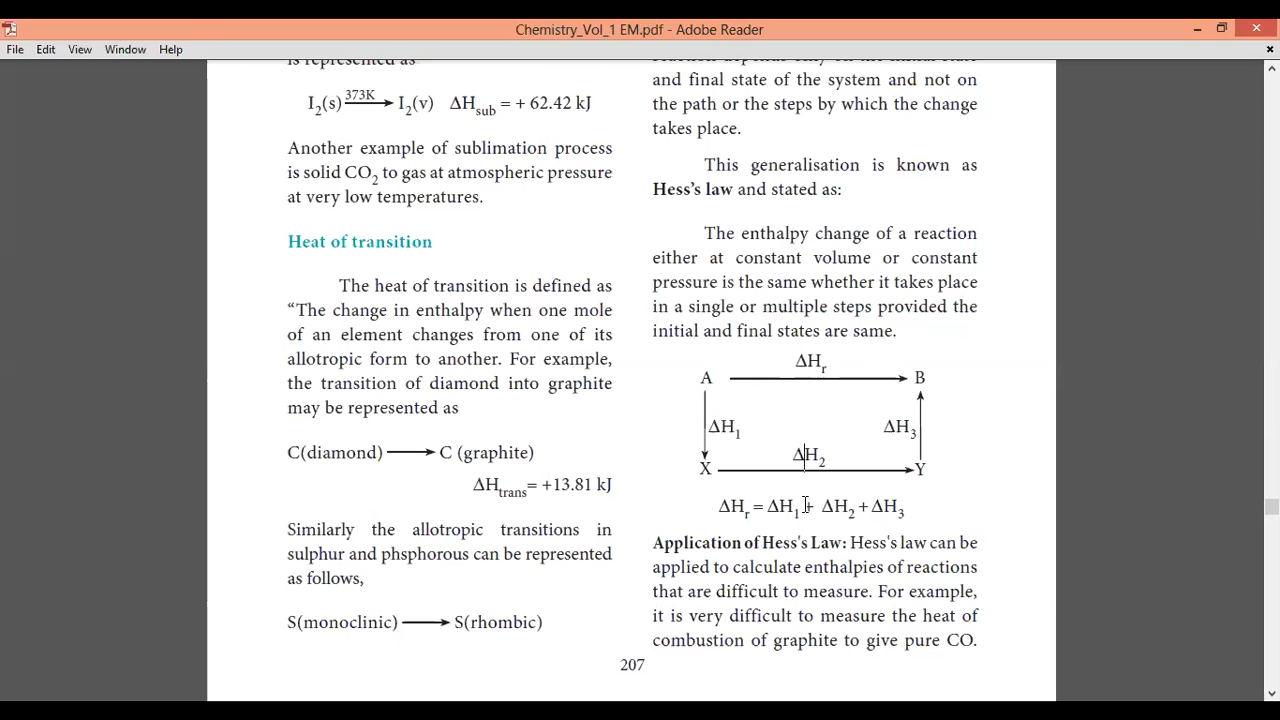 Chemistry_Vol_1 EM.pdf - Adobe Reader
File Edit View Window Help
is represented as
I2(s) 373K I2(v) ΔHsub = + 62.42 kJ
Another example of sublimation process
is solid CO2 to gas at atmospheric pressure
at very low temperatures.
Heat of transition
The heat of transition is defined as
“The change in enthalpy when one mole
of an element changes from one of its
allotropic form to another. For example,
the transition of diamond into graphite
may be represented as
C(diamond) ⟶ C (graphite)
ΔHtrans= +13.81 kJ
Similarly the allotropic transitions in
sulphur and phsphorous can be represented
as follows,
S(monoclinic) ⟶ S(rhombic)
reaction depends only on the initial state
and final state of the system and not on
the path or the steps by which the change
takes place.
This generalisation is known as
Hess’s law and stated as:
The enthalpy change of a reaction
either at constant volume or constant
pressure is the same whether it takes place
in a single or multiple steps provided the
initial and final states are same.
ΔHr
A B
ΔH1 ΔH3
ΔH2
X Y
ΔHr = ΔH1 + ΔH2 + ΔH3
Application of Hess's Law: Hess‛s law can be
applied to calculate enthalpies of reactions
that are difficult to measure. For example,
it is very difficult to measure the heat of
combustion of graphite to give pure CO.
207